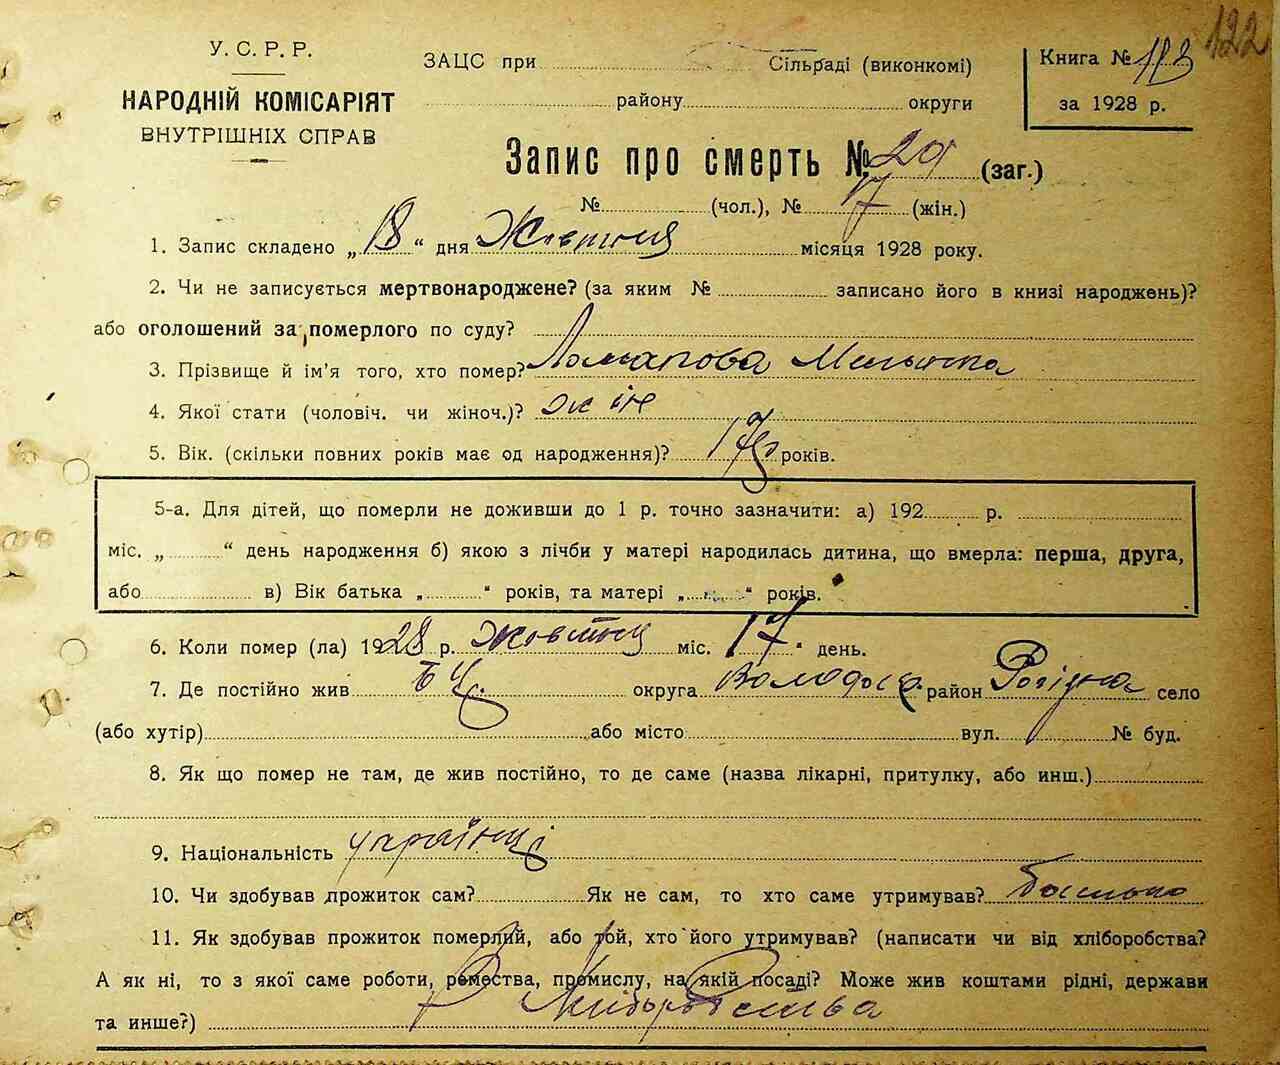 122
У. С. Р. Р.
НАРОДНІЙ КОМІСАРІЯТ
ВНУТРІШНІХ СПРАВ
ЗАЦС при Сільраді (виконкомі)
району округи
Книга № 113
за 1928 р.
Запис про смерть № 29 (заг.)
№ (чол.), № 17 (жін.)
1. Запис складено „18“ дня Жовтня місяця 1928 року.
2. Чи не записується мертвонароджене? (за яким № записано його в книзі народжень)?
або оголошений за померлого по суду?
3. Прізвище й ім'я того, хто помер?
4. Якої стати (чоловіч. чи жіноч.)? жін
5. Вік. (скільки повних років має од народження)? 17 років.
5-а. Для дітей, що померли не доживши до 1 р. точно зазначити: а) 192 р.
міс. „ “ день народження б) якою з лічби у матері народилась дитина, що вмерла: перша, друга,
або в) Вік батька „ “ років, та матері „ “ років.
6. Коли помер (ла) 1928 р. жовтня міс. 17 “ день.
7. Де постійно жив БЦ. округа Володар. район Рогізна село
(або хутір) або місто вул. № буд.
8. Як що помер не там, де жив постійно, то де саме (назва лікарні, притулку, або инш.)
9. Національність українці
10. Чи здобував прожиток сам? Як не сам, то хто саме утримував? батько
11. Як здобував прожиток померлий, або той, хто його утримував? (написати чи від хліборобства?
А як ні, то з якої саме роботи, ремества, промислу, на якій посаді? Може жив коштами рідні, держави
та инше?) Хліборобства